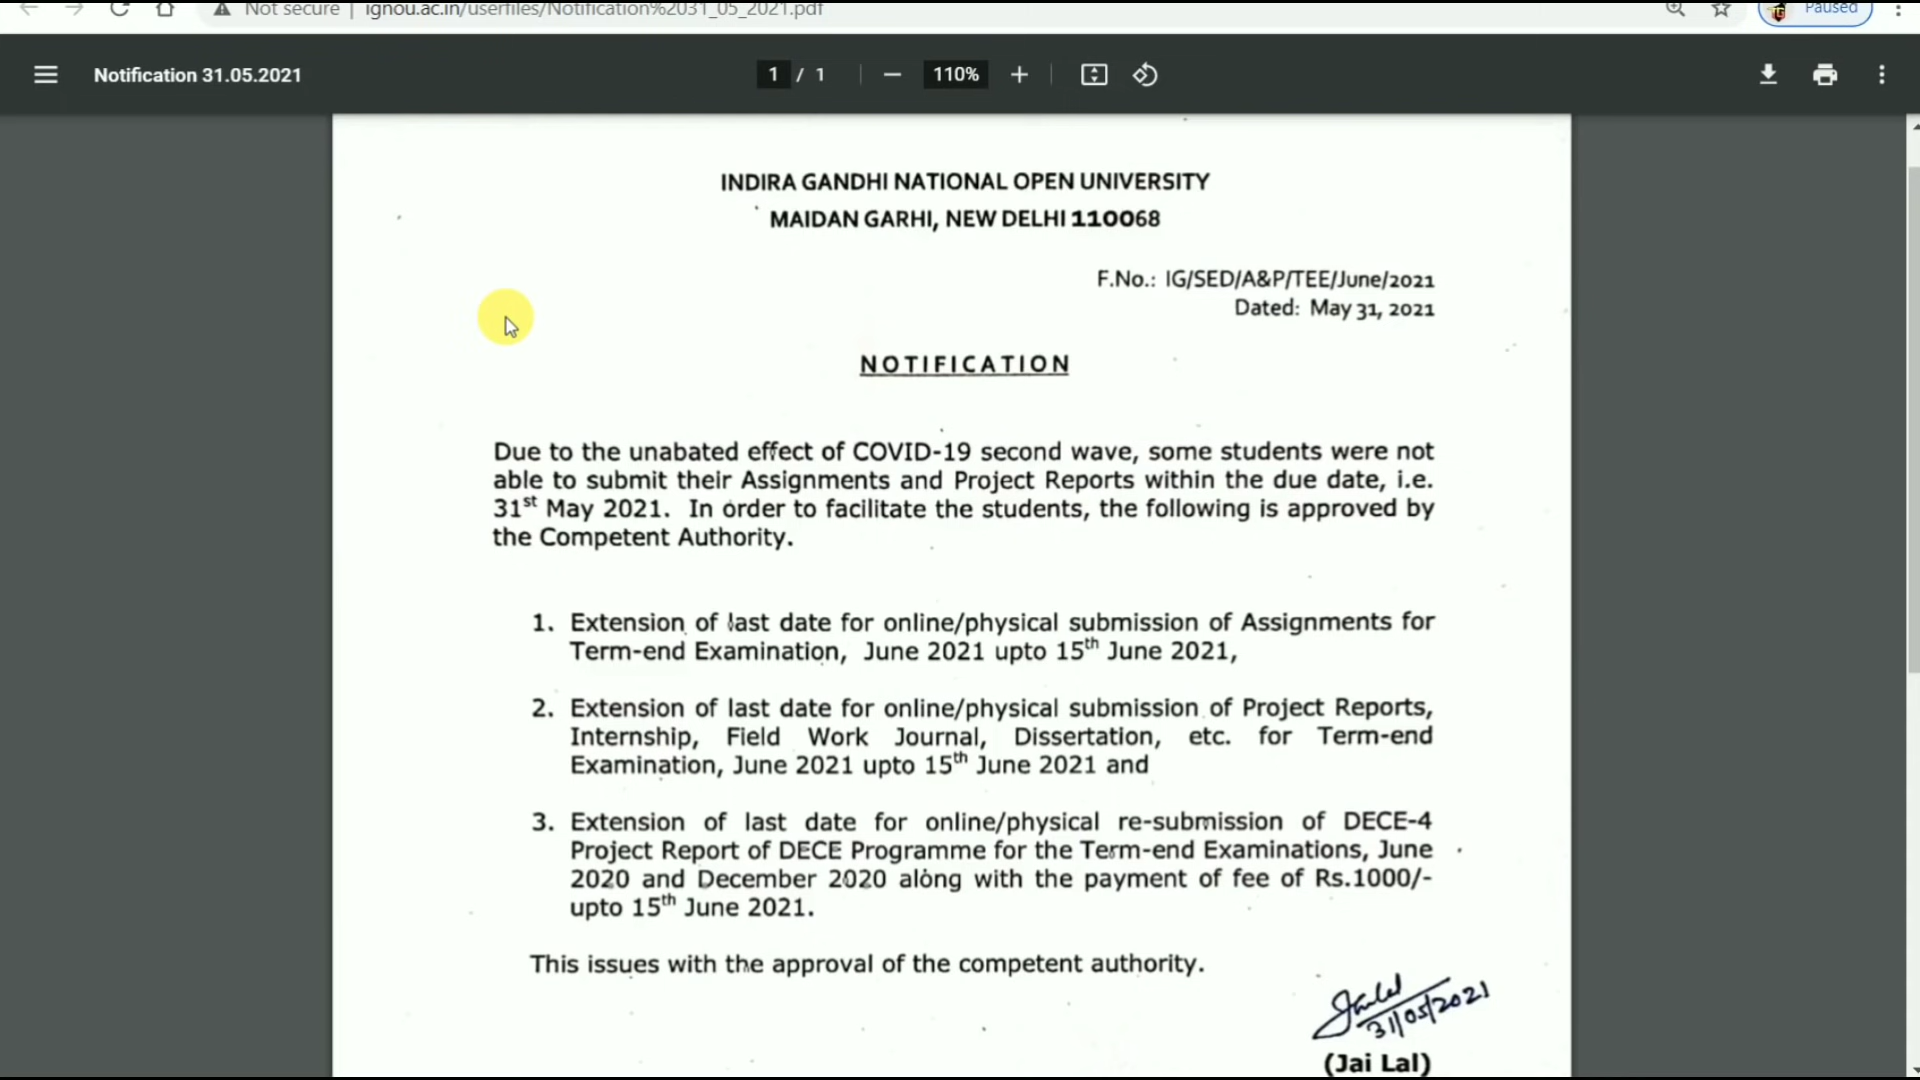 Not secure | ignou.ac.in/userfiles/Notification%2031_05_2021.pdf
Paused
Notification 31.05.2021
1 / 1
110%
INDIRA GANDHI NATIONAL OPEN UNIVERSITY
MAIDAN GARHI, NEW DELHI 110068
F.No.: IG/SED/A&P/TEE/June/2021
Dated: May 31, 2021
NOTIFICATION
Due to the unabated effect of COVID-19 second wave, some students were not
able to submit their Assignments and Project Reports within the due date, i.e.
31st May 2021. In order to facilitate the students, the following is approved by
the Competent Authority.
1. Extension of last date for online/physical submission of Assignments for
Term-end Examination, June 2021 upto 15th June 2021,
2. Extension of last date for online/physical submission of Project Reports,
Internship, Field Work Journal, Dissertation, etc. for Term-end
Examination, June 2021 upto 15th June 2021 and
3. Extension of last date for online/physical re-submission of DECE-4
Project Report of DECE Programme for the Term-end Examinations, June
2020 and December 2020 along with the payment of fee of Rs.1000/-
upto 15th June 2021.
This issues with the approval of the competent authority.
31/05/2021
(Jai Lal)